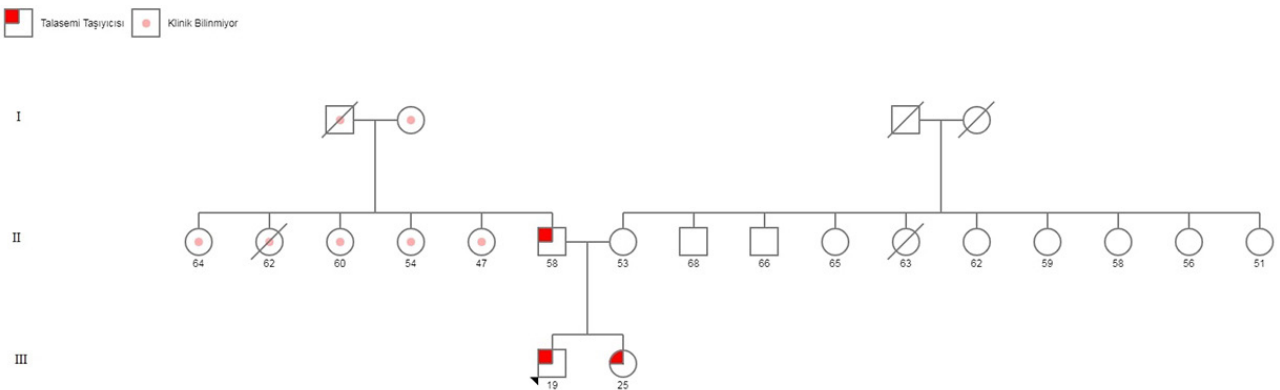 Talasemi Taşıyıcısı Klinik Bilinmiyor
I
II
64 62 60 54 47 58 53 68 66 65 63 62 59 58 56 51
III
19 25